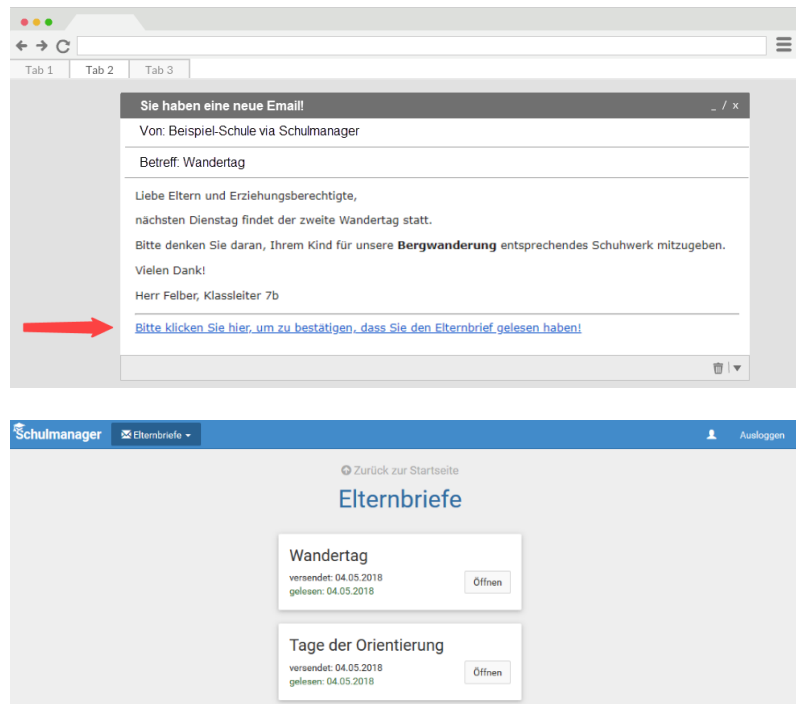 Tab 1 Tab 2 Tab 3
Sie haben eine neue Email! _ / x
Von: Beispiel-Schule via Schulmanager
Betreff: Wandertag
Liebe Eltern und Erziehungsberechtigte,
nächsten Dienstag findet der zweite Wandertag statt.
Bitte denken Sie daran, Ihrem Kind für unsere Bergwanderung entsprechendes Schuhwerk mitzugeben.
Vielen Dank!
Herr Felber, Klassleiter 7b
Bitte klicken Sie hier, um zu bestätigen, dass Sie den Elternbrief gelesen haben!
Schulmanager Elternbriefe Ausloggen
Zurück zur Startseite
Elternbriefe
Wandertag
versendet: 04.05.2018
gelesen: 04.05.2018
Öffnen
Tage der Orientierung
versendet: 04.05.2018
gelesen: 04.05.2018
Öffnen